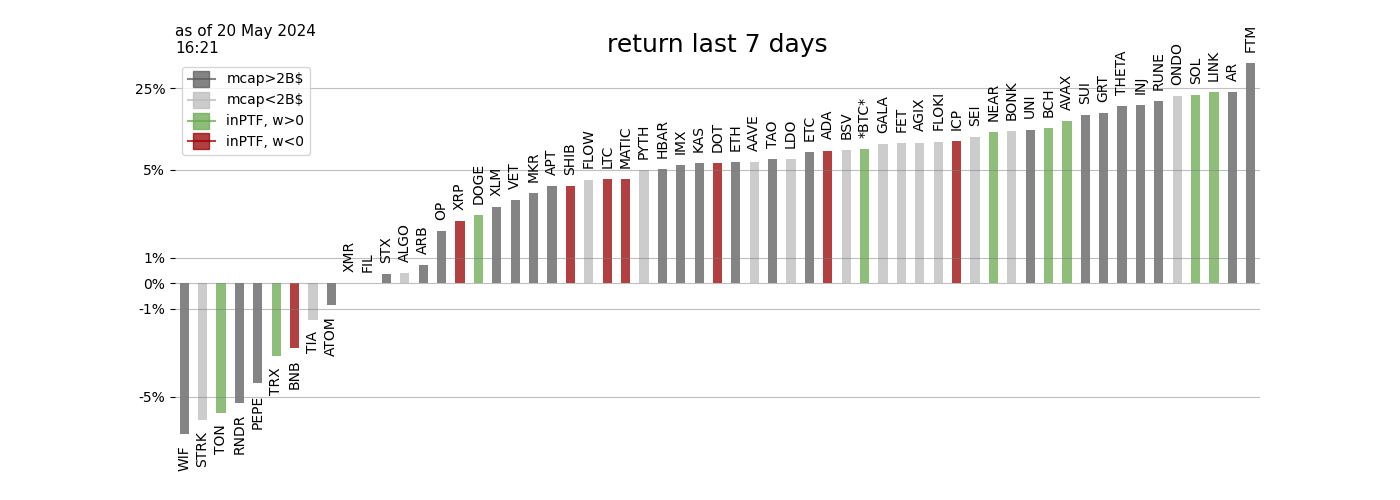 as of 20 May 2024
16:21
return last 7 days
mcap>2B$
mcap<2B$
inPTF, w>0
inPTF, w<0
25%
5%
1%
0%
-1%
-5%
WIF
STRK
TON
RNDR
PEPE
TRX
BNB
TIA
ATOM
XMR
FIL
STX
ALGO
ARB
OP
XRP
DOGE
XLM
VET
MKR
APT
SHIB
FLOW
LTC
MATIC
PYTH
HBAR
IMX
KAS
DOT
ETH
AAVE
TAO
LDO
ETC
ADA
BSV
*BTC*
GALA
FET
AGIX
FLOKI
ICP
SEI
NEAR
BONK
UNI
BCH
AVAX
SUI
GRT
THETA
INJ
RUNE
ONDO
SOL
LINK
AR
FTM